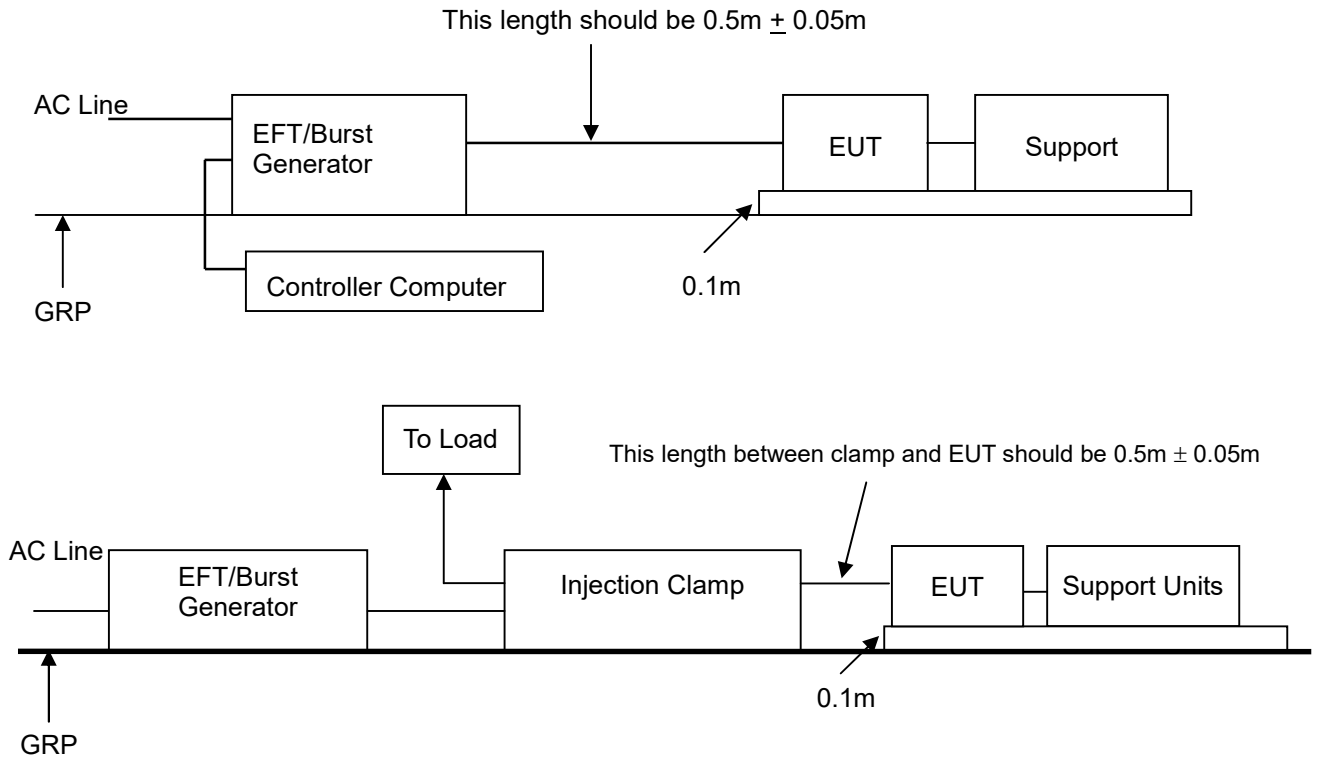 This length should be 0.5m ± 0.05m
AC Line
EFT/Burst
Generator
EUT
Support
Controller Computer
0.1m
GRP
To Load
This length between clamp and EUT should be 0.5m ± 0.05m
AC Line
EFT/Burst
Generator
Injection Clamp
EUT
Support Units
0.1m
GRP